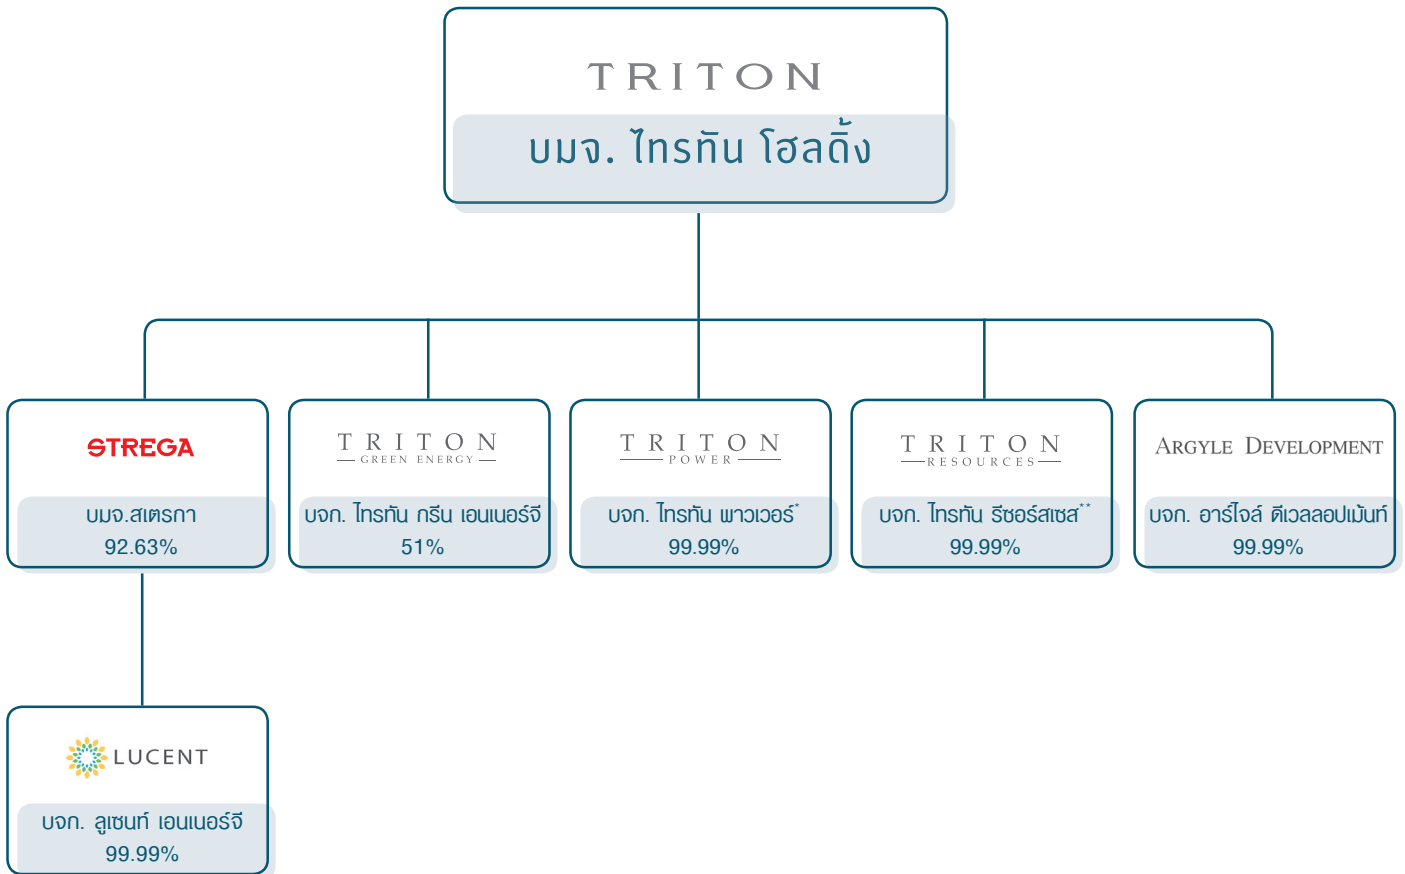 TRITON
บมจ. ไทรทัน โฮลดิ้ง
STREGA
บมจ.สเตรกา
92.63%
TRITON
GREEN ENERGY
บจก. ไทรทัน กรีน เอนเนอร์จี
51%
TRITON
POWER
บจก. ไทรทัน พาวเวอร์*
99.99%
TRITON
RESOURCES
บจก. ไทรทัน รีซอร์สเซส**
99.99%
ARGYLE DEVELOPMENT
บจก. อาร์ไจล์ ดีเวลลอปเม้นท์
99.99%
LUCENT
บจก. ลูเซนท์ เอนเนอร์จี
99.99%